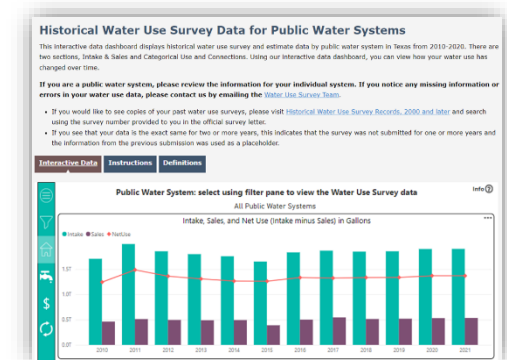 Historical Water Use Survey Data for Public Water Systems
This interactive data dashboard displays historical water use survey and estimate data by public water system in Texas from 2010-2020. There are
two sections, Intake & Sales and Categorical Use and Connections. Using our interactive data dashboard, you can view how your water use has
changed over time.
If you are a public water system, please review the information for your individual system. If you notice any missing information or
errors in your water use data, please contact us by emailing the Water Use Survey Team.
• If you would like to see copies of your past water use surveys, please visit Historical Water Use Survey Records, 2000 and later and search
using the survey number provided to you in the official survey letter.
• If you see that your data is the exact same for two or more years, this indicates that the survey was not submitted for one or more years and
the information from the previous submission was used as a placeholder.
Interactive Data Instructions Definitions
Public Water System: select using filter pane to view the Water Use Survey data
Info ?
All Public Water Systems
Intake, Sales, and Net Use (Intake minus Sales) in Gallons
Intake Sales NetUse
1.0T
0.0T
2010 2011 2012 2013 2014 2015 2016 2017 2018 2019 2020 2021